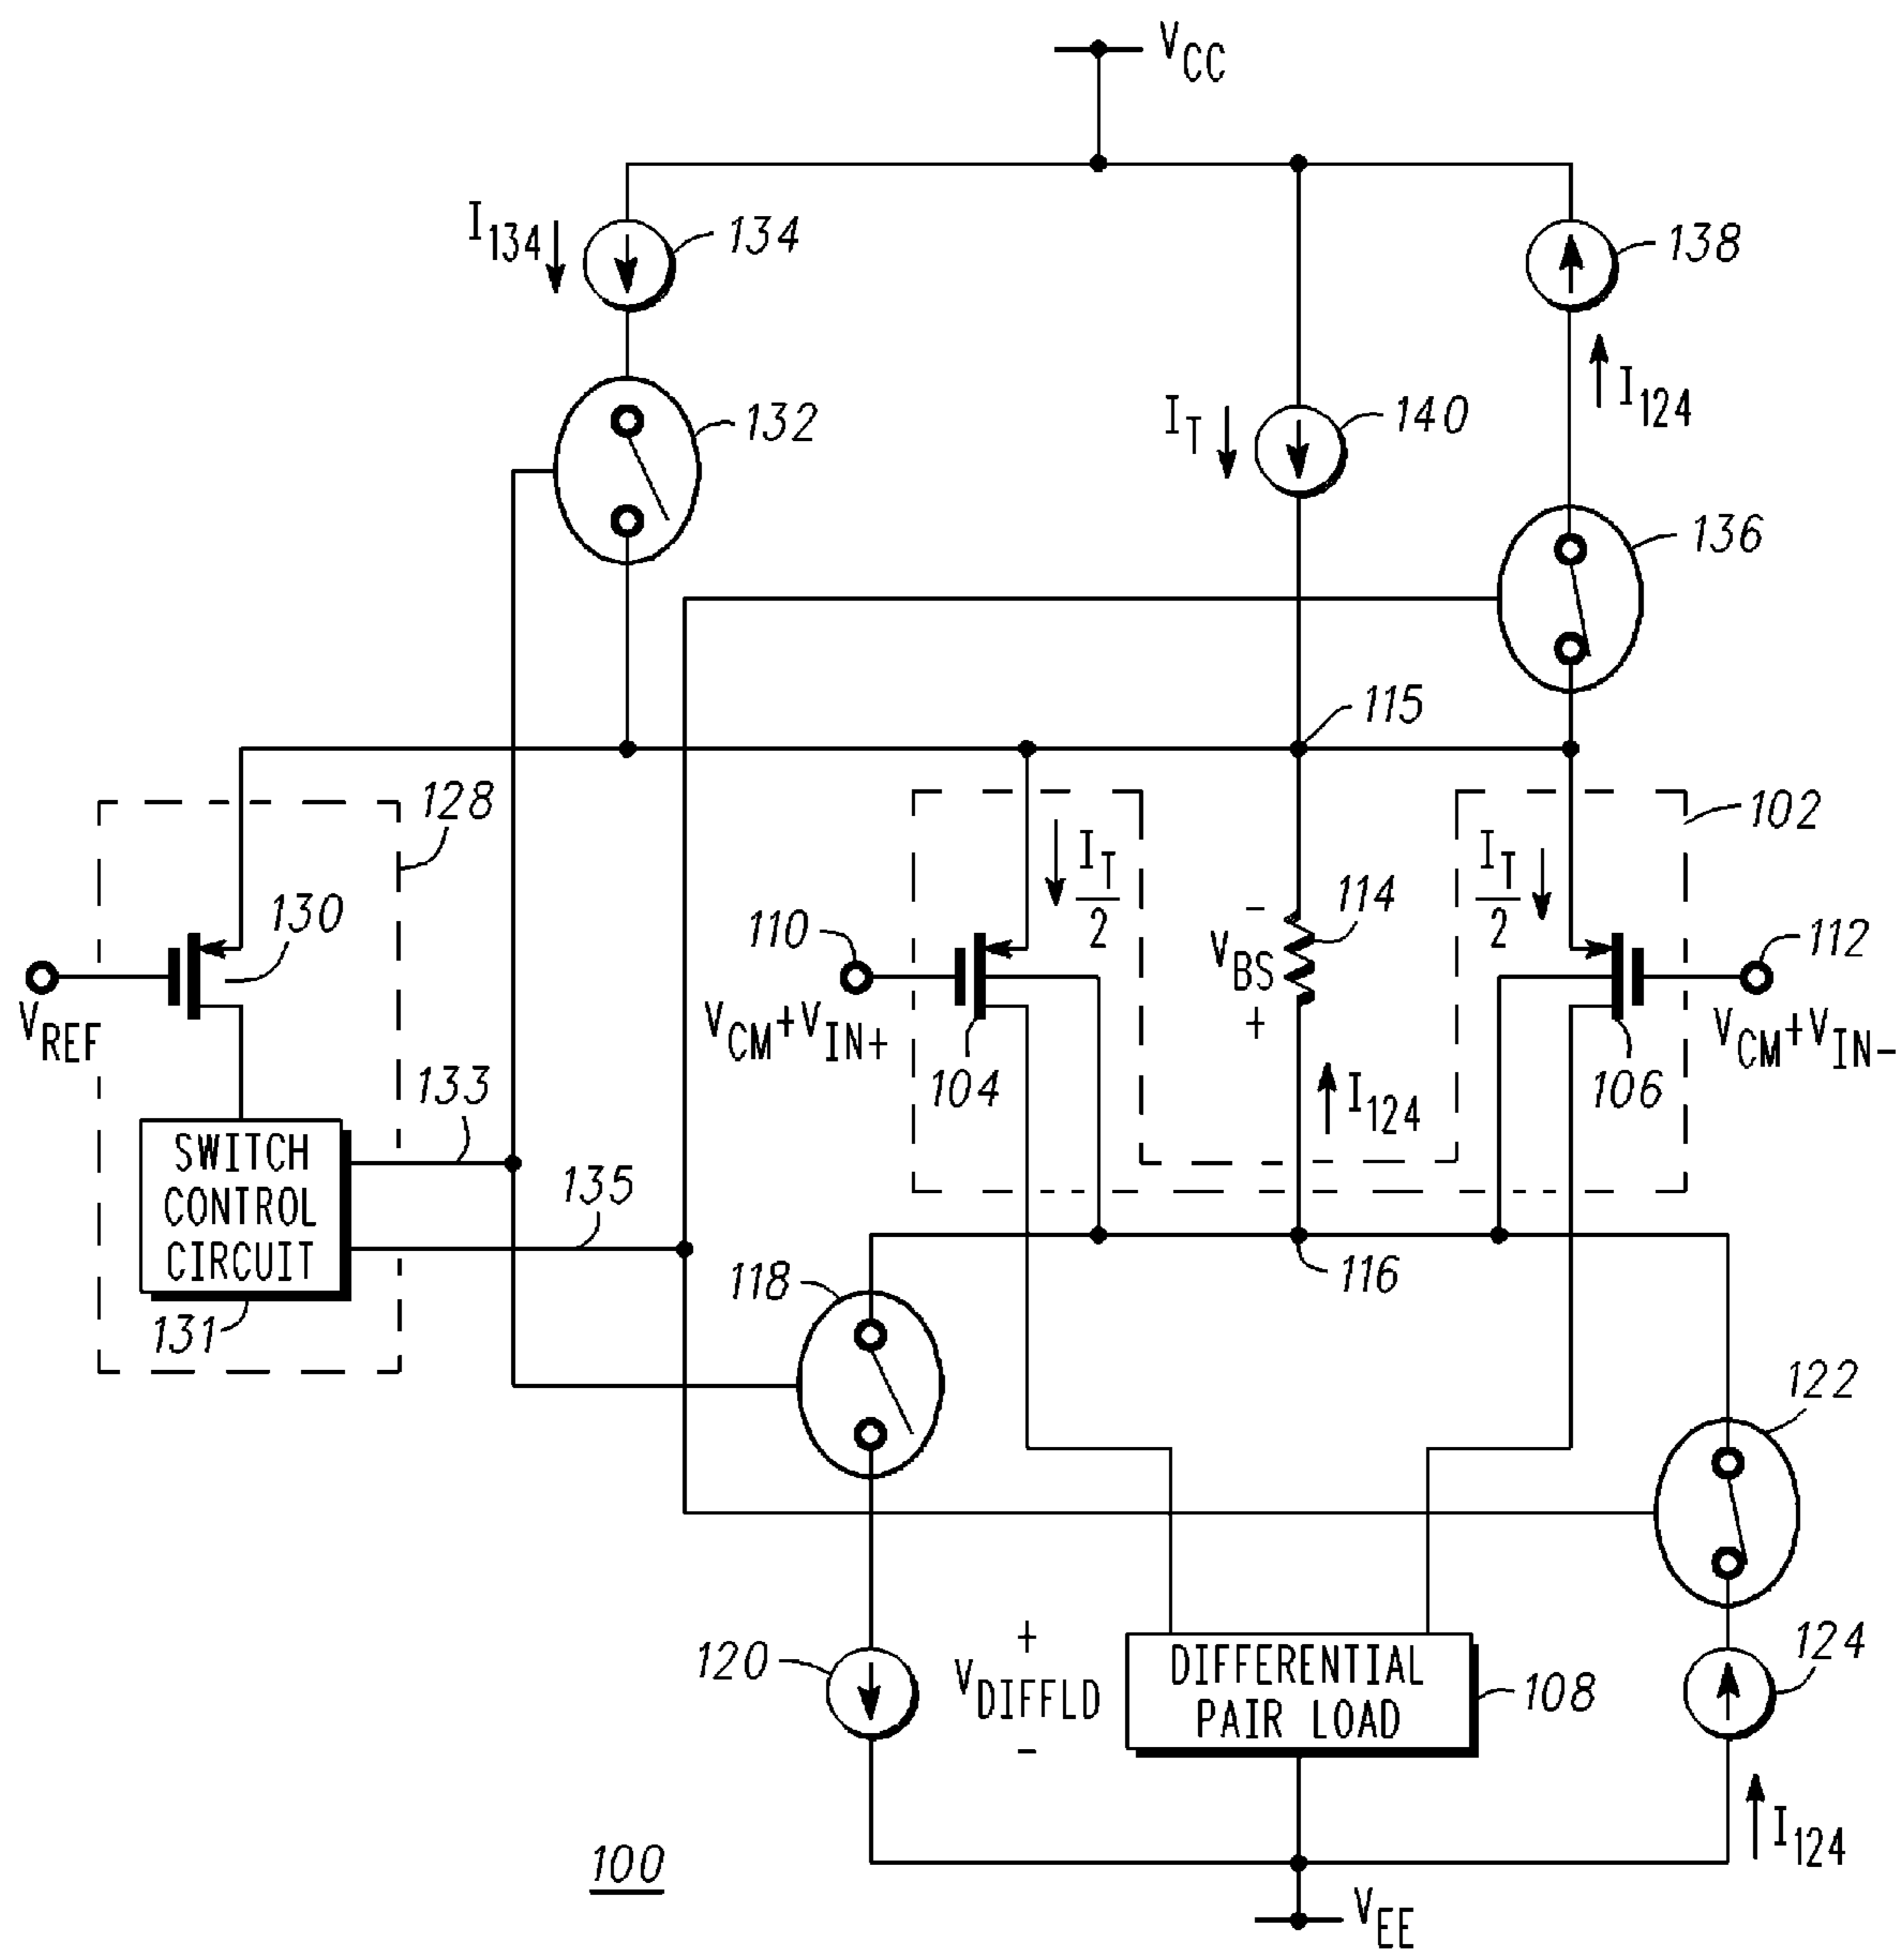 VCC
I134
134
138
132
IT
140
I124
136
115
128
102
IT/2
IT/2
130
110
-
VBS
+
114
112
VREF
VCM+VIN+
104
VCM+VIN-
106
133
I124
SWITCH
CONTROL
CIRCUIT
135
131
118
116
122
120
+
VDIFFLD
-
DIFFERENTIAL
PAIR LOAD
108
124
100
I124
VEE